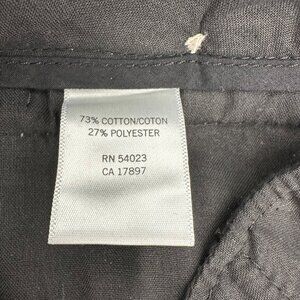 73% COTTON/COTON
27% POLYESTER
RN 54023
CA 17897